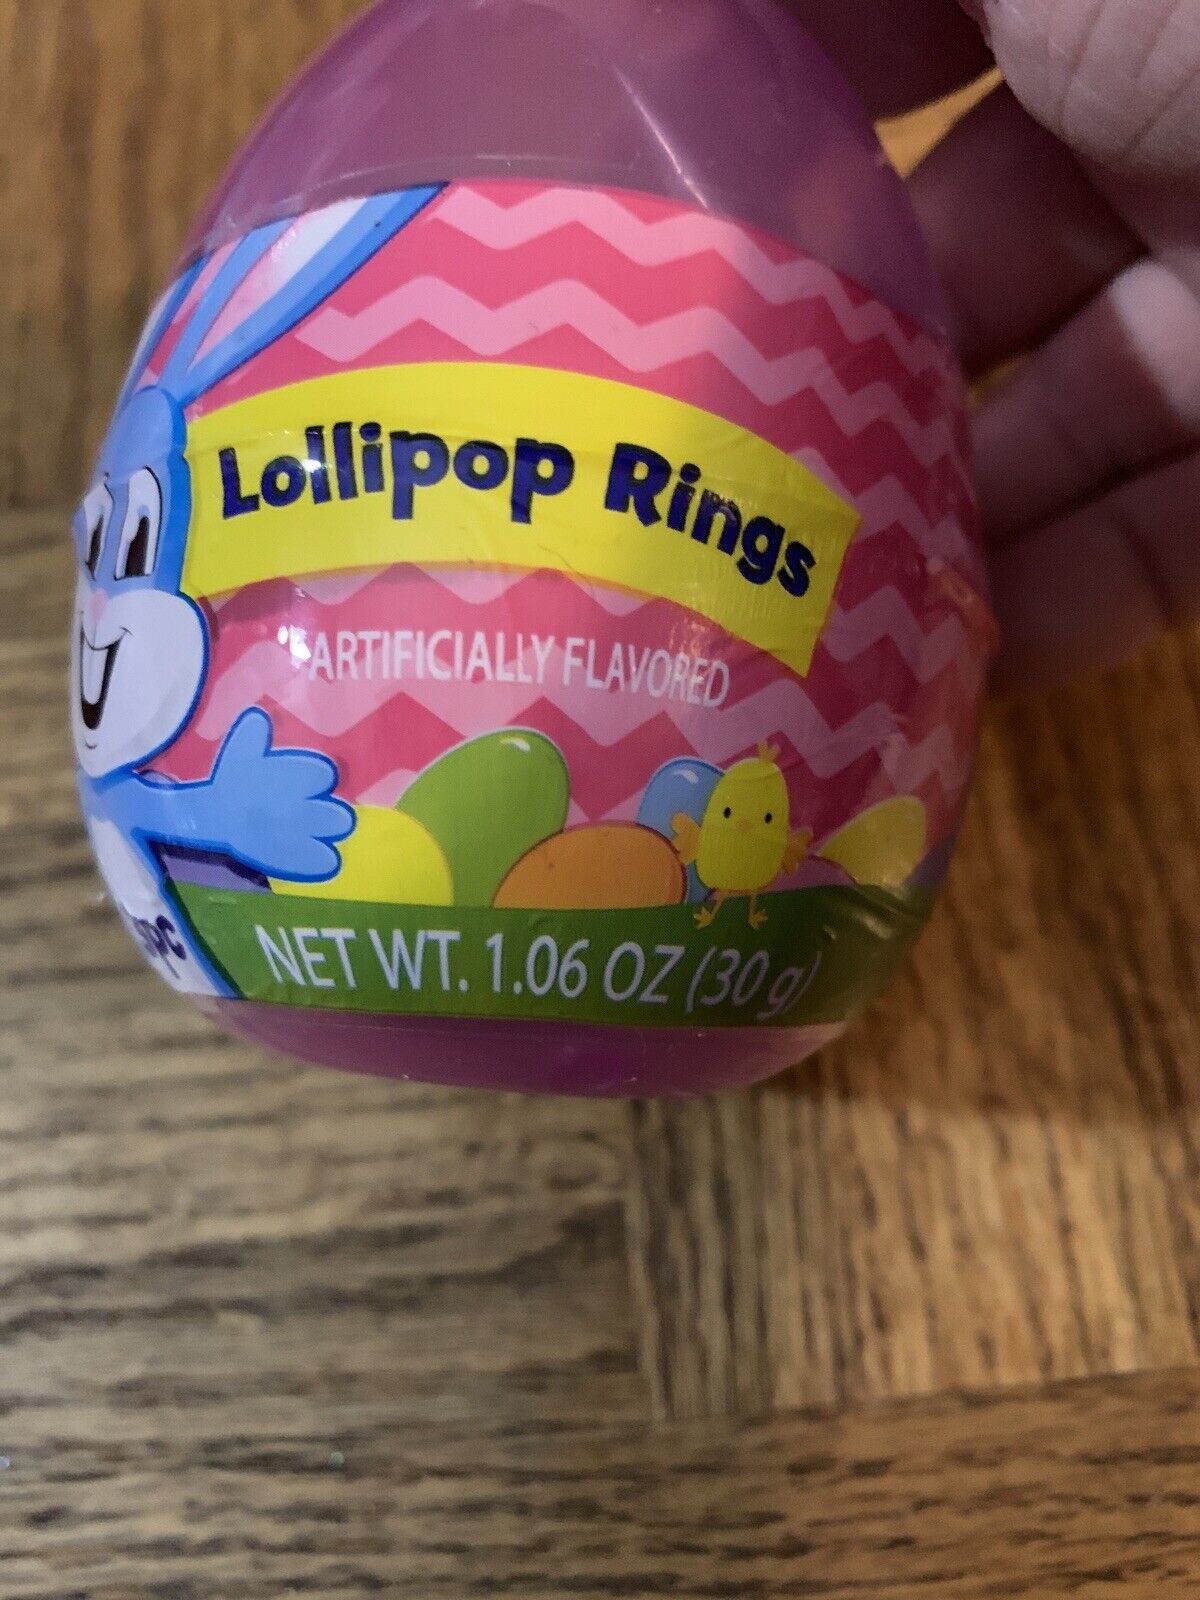 Lollipop Rings
ARTIFICIALLY FLAVORED
NET WT. 1.06 OZ (30 g)